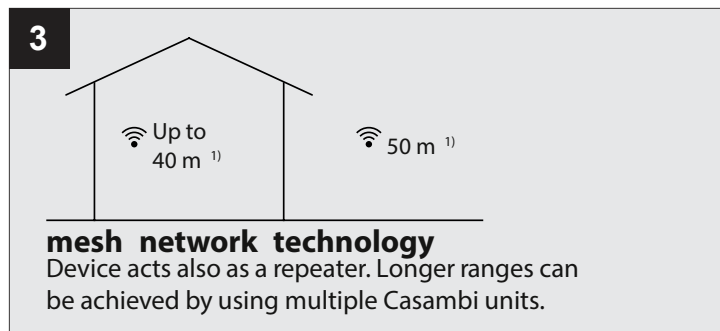 3
Up to
40 m 1)
50 m 1)
mesh network technology
Device acts also as a repeater. Longer ranges can
be achieved by using multiple Casambi units.